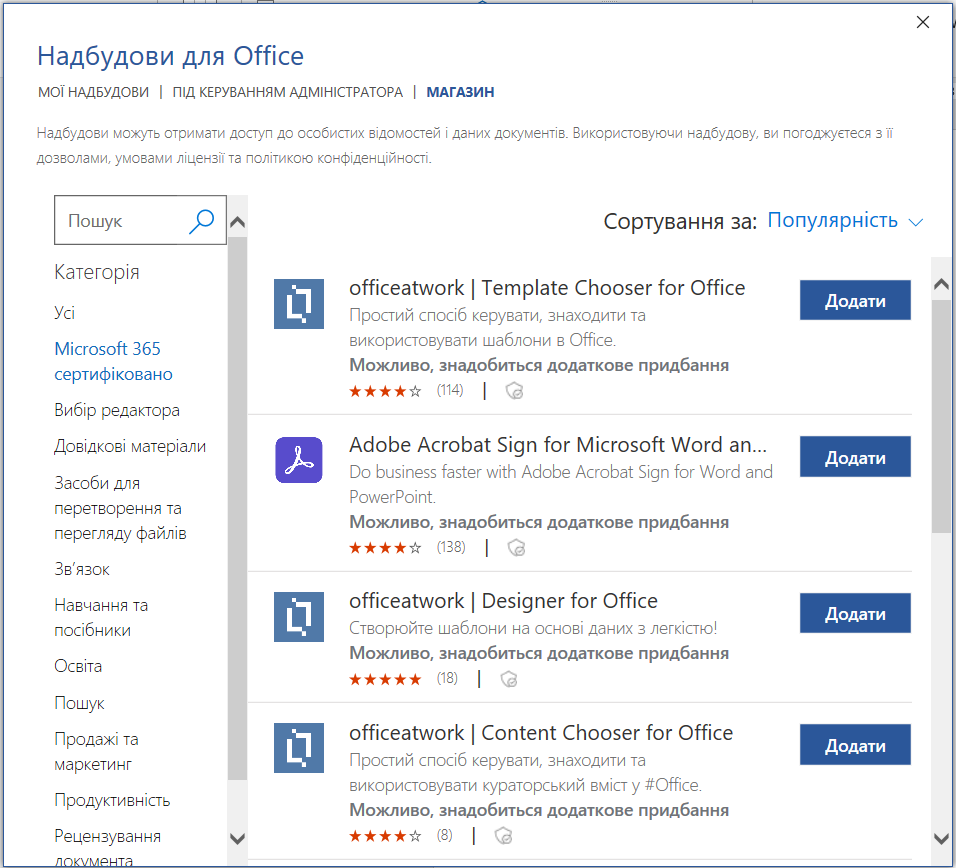 Надбудови для Office
МОЇ НАДБУДОВИ | ПІД КЕРУВАННЯМ АДМІНІСТРАТОРА | МАГАЗИН
Надбудови можуть отримати доступ до особистих відомостей і даних документів. Використовуючи надбудову, ви погоджуєтеся з її
дозволами, умовами ліцензії та політикою конфіденційності.
Пошук
Категорія
Усі
Microsoft 365
сертифіковано
Вибір редактора
Довідкові матеріали
Засоби для
перетворення та
перегляду файлів
Зв’язок
Навчання та
посібники
Освіта
Пошук
Продажі та
маркетинг
Продуктивність
Рецензування
документа
Сортування за: Популярність
officeatwork | Template Chooser for Office
Простий спосіб керувати, знаходити та
використовувати шаблони в Office.
Можливо, знадобиться додаткове придбання
(114) |
Додати
Adobe Acrobat Sign for Microsoft Word an...
Do business faster with Adobe Acrobat Sign for Word and
PowerPoint.
Можливо, знадобиться додаткове придбання
(138) |
Додати
officeatwork | Designer for Office
Створюйте шаблони на основі даних з легкістю!
Можливо, знадобиться додаткове придбання
(18) |
Додати
officeatwork | Content Chooser for Office
Простий спосіб керувати, знаходити та
використовувати кураторський вміст у #Office.
Можливо, знадобиться додаткове придбання
(8) |
Додати